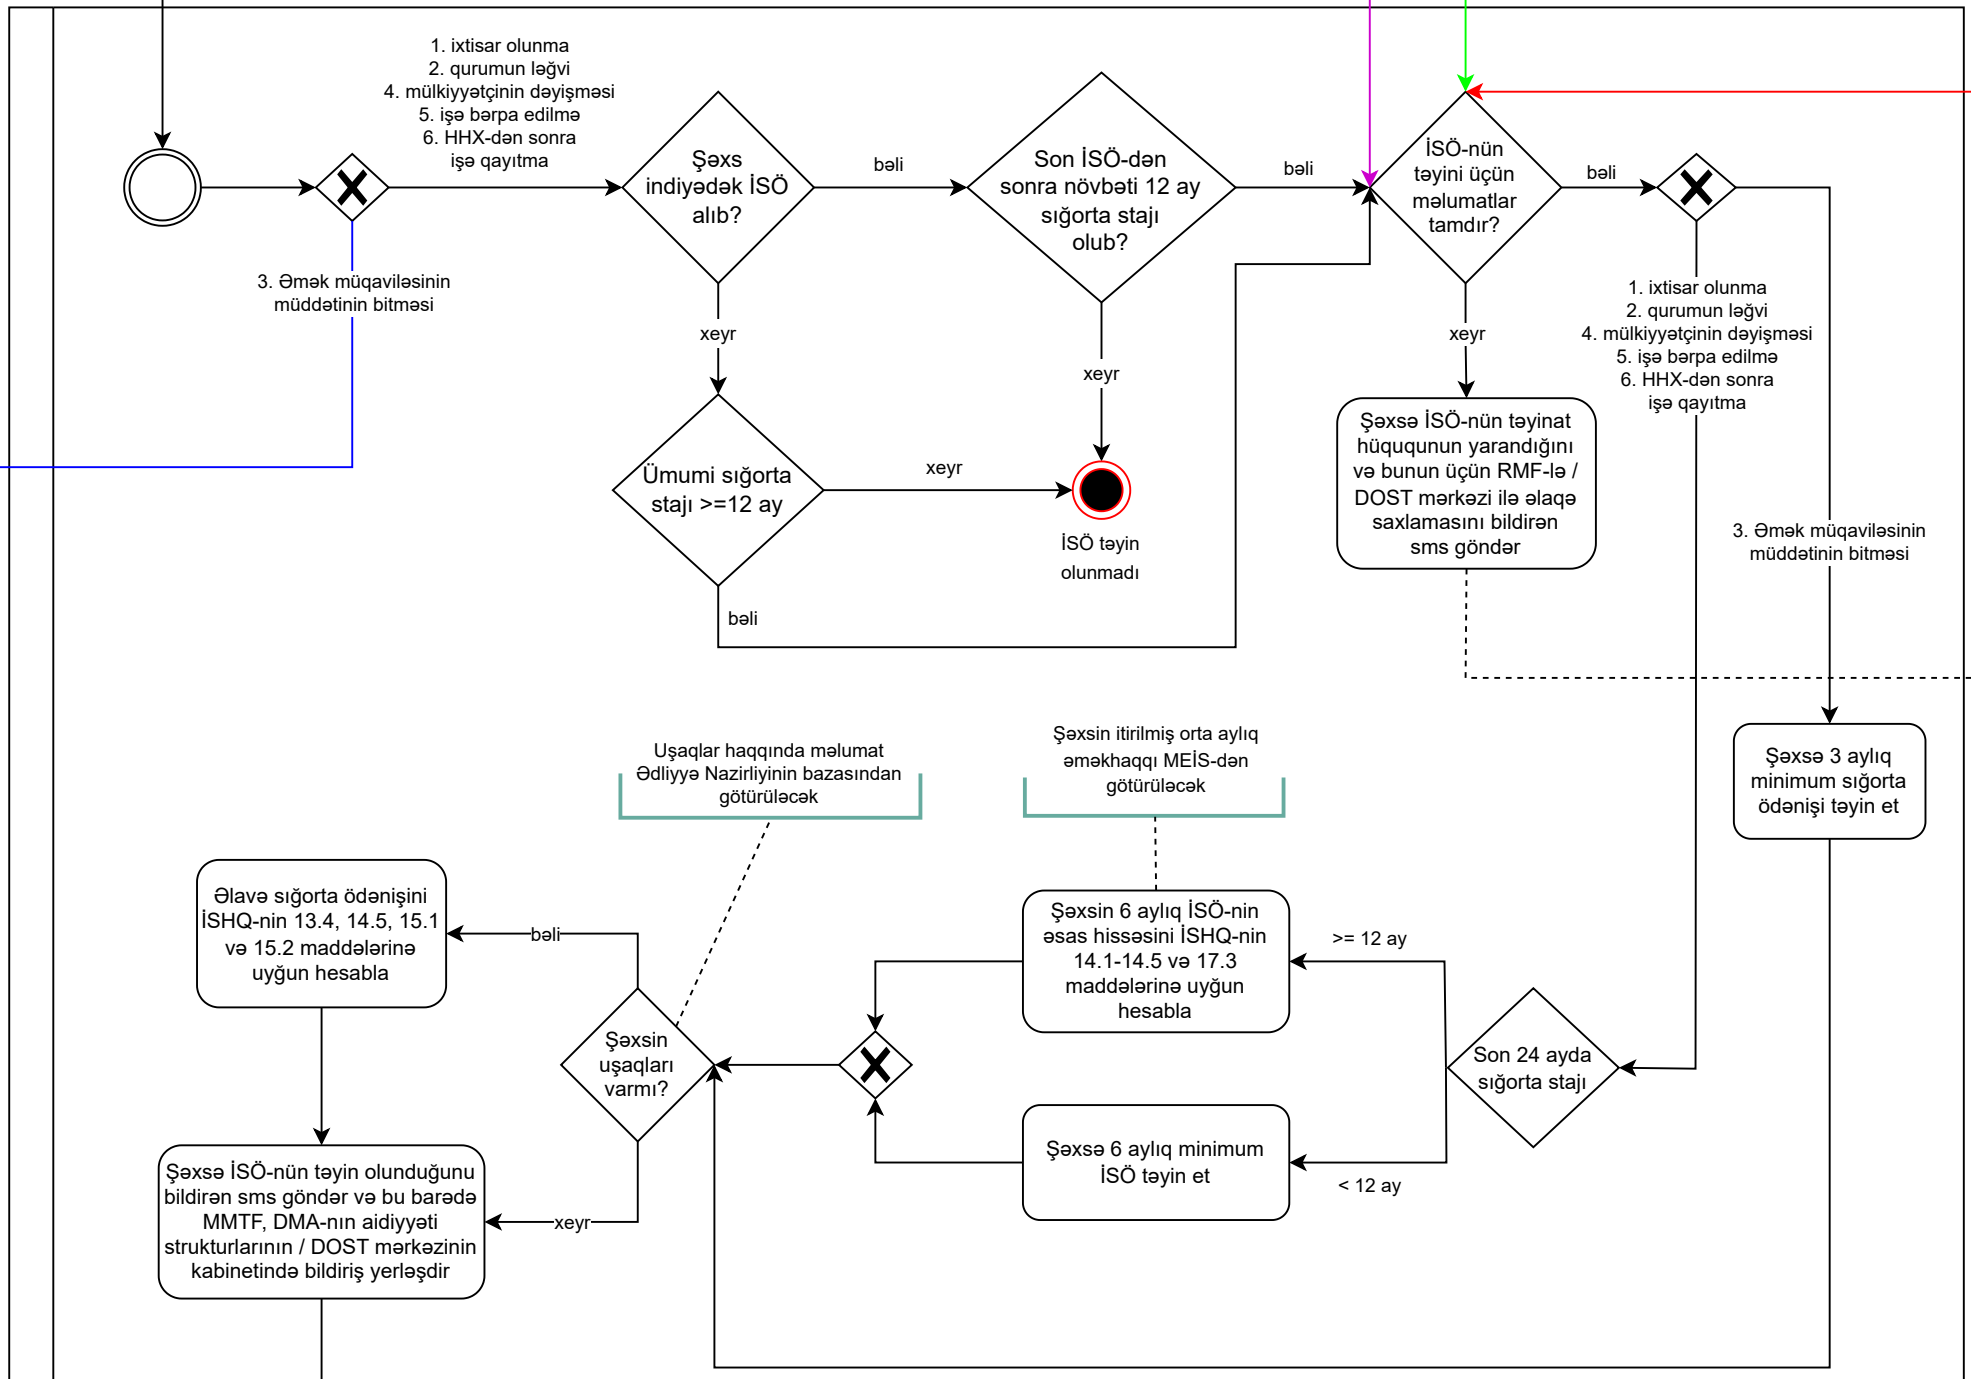 1. ixtisar olunma
2. qurumun ləğvi
4. mülkiyyətçinin dəyişməsi
5. işə bərpa edilmə
6. HHX-dən sonra
işə qayıtma
3. Əmək müqaviləsinin
müddətinin bitməsi
Şəxs
indiyədək İSÖ
alıb?
bəli
Son İSÖ-dən
sonra növbəti 12 ay
sığorta stajı
olub?
bəli
İSÖ-nün
təyini üçün
məlumatlar
tamdır?
bəli
xeyr
xeyr
xeyr
1. ixtisar olunma
2. qurumun ləğvi
4. mülkiyyətçinin dəyişməsi
5. işə bərpa edilmə
6. HHX-dən sonra
işə qayıtma
Ümumi sığorta
stajı >=12 ay
xeyr
bəli
İSÖ təyin
olunmadı
Şəxsə İSÖ-nün təyinat
hüququnun yarandığını
və bunun üçün RMF-lə /
DOST mərkəzi ilə əlaqə
saxlamasını bildirən
sms göndər
3. Əmək müqaviləsinin
müddətinin bitməsi
Şəxsə 3 aylıq
minimum sığorta
ödənişi təyin et
Uşaqlar haqqında məlumat
Ədliyyə Nazirliyinin bazasından
götürüləcək
Şəxsin itirilmiş orta aylıq
əməkhaqqı MEİS-dən
götürüləcək
Əlavə sığorta ödənişini
İSHQ-nin 13.4, 14.5, 15.1
və 15.2 maddələrinə
uyğun hesabla
bəli
Şəxsin
uşaqları
varmı?
xeyr
Şəxsin 6 aylıq İSÖ-nin
əsas hissəsini İSHQ-nin
14.1-14.5 və 17.3
maddələrinə uyğun
hesabla
>= 12 ay
Son 24 ayda
sığorta stajı
Şəxsə 6 aylıq minimum
İSÖ təyin et
< 12 ay
Şəxsə İSÖ-nün təyin olunduğunu
bildirən sms göndər və bu barədə
MMTF, DMA-nın aidiyyəti
strukturlarının / DOST mərkəzinin
kabinetində bildiriş yerləşdir